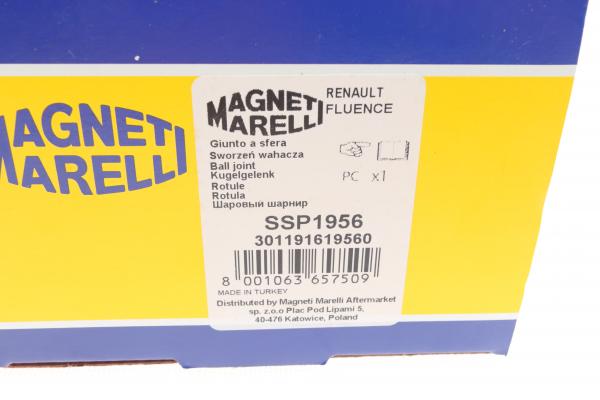 MAGNETI
MARELLI
MAGNETI
MARELLI
RENAULT
FLUENCE
Giunto a sfera
Sworzeń wahacza
Ball joint
Kugelgelenk
Rotule
Rotula
Шаровый шарнир
PC x1
SSP1956
301191619560
8 001063 657509
MADE IN TURKEY
Distributed by Magneti Marelli Aftermarket
sp. z.o.o Plac Pod Lipami 5,
40-476 Katowice, Poland